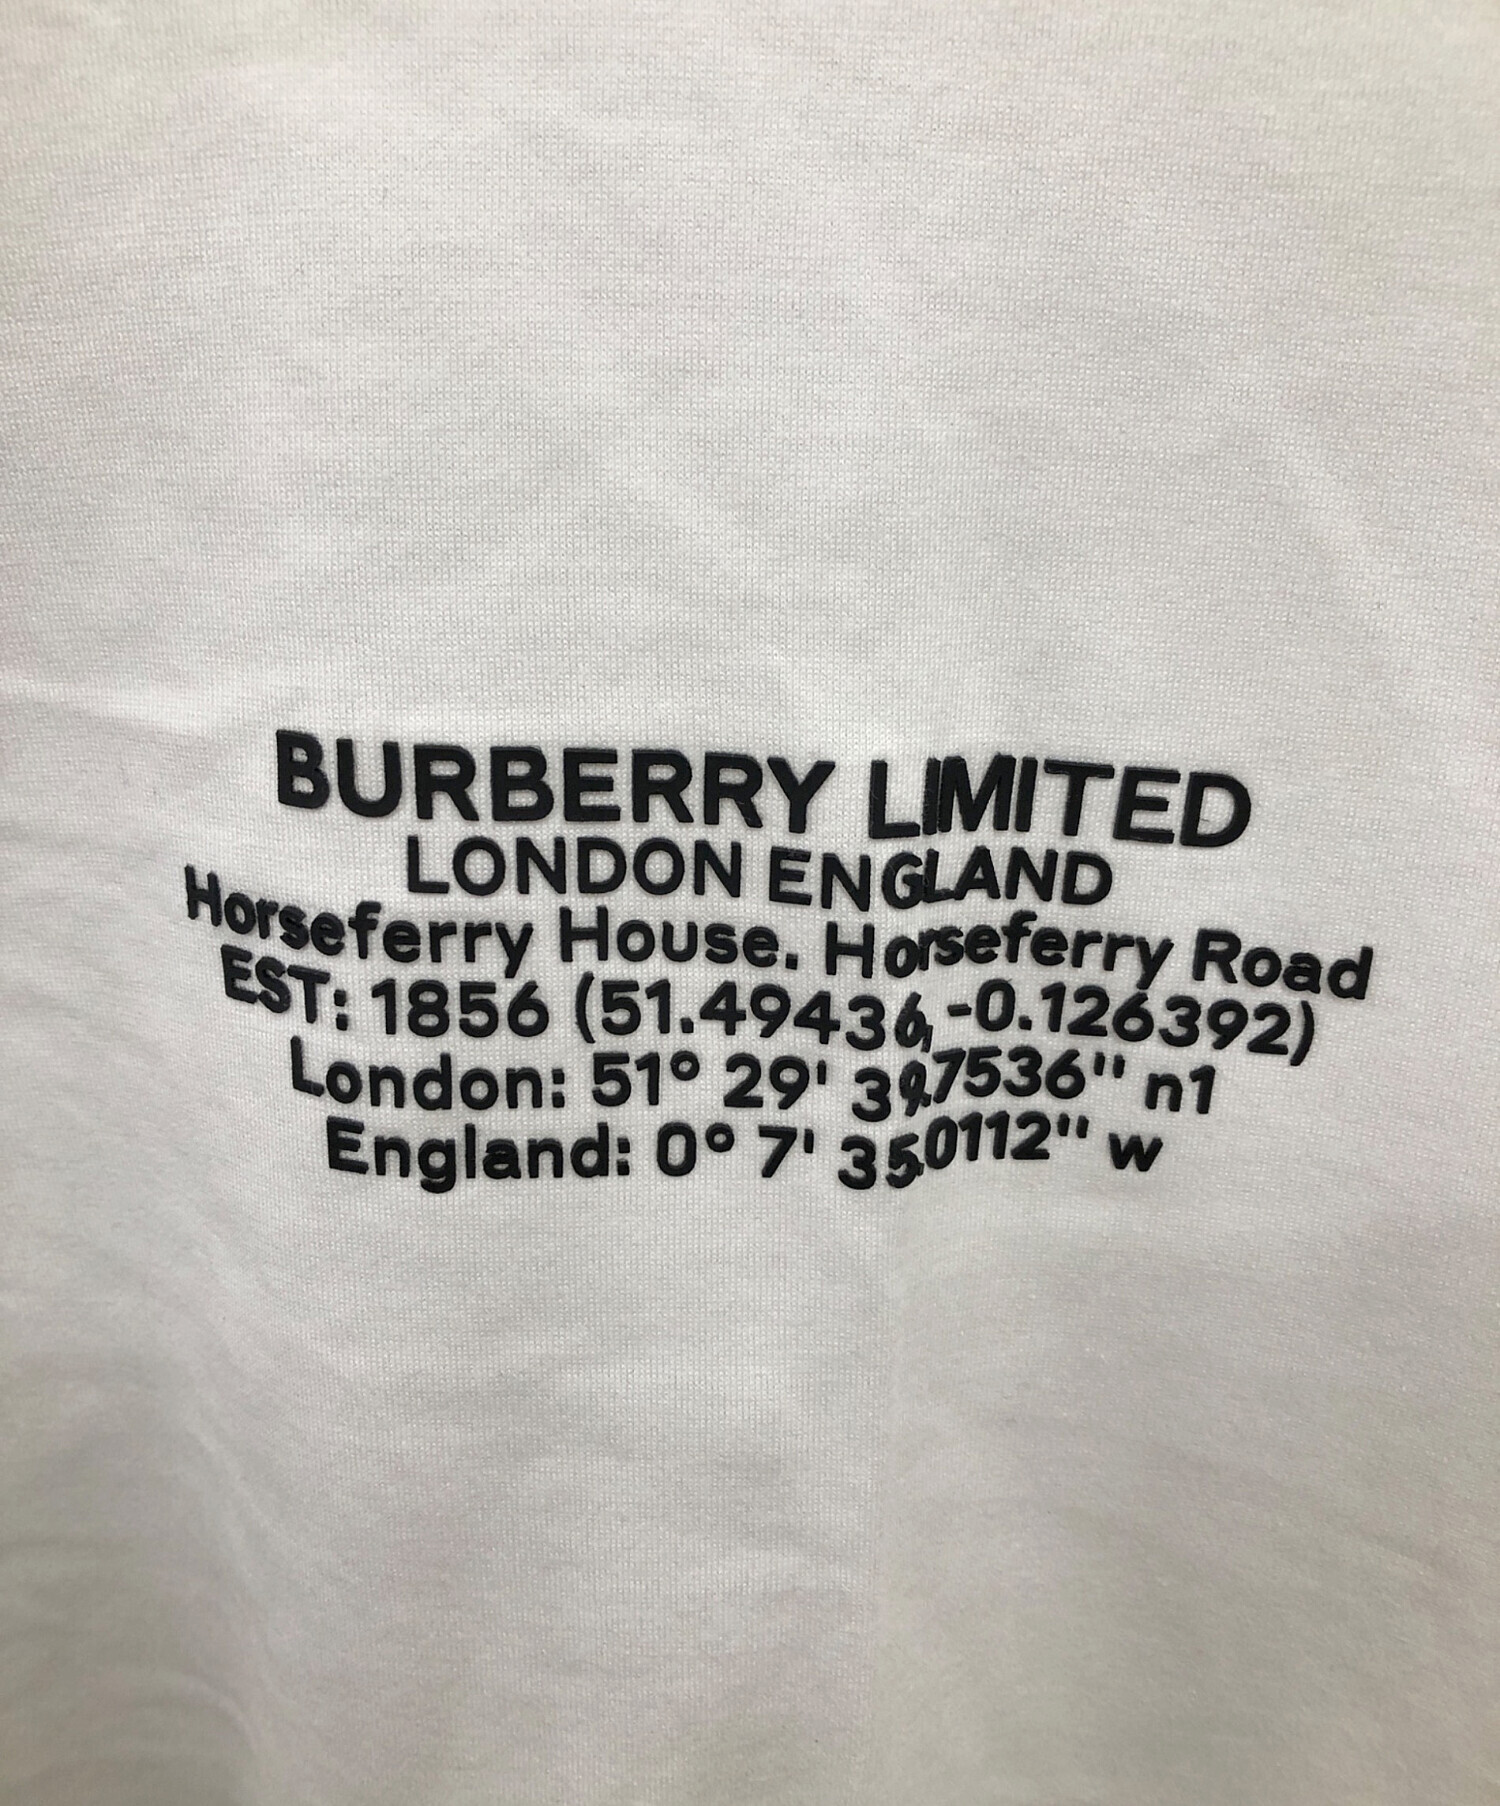 BURBERRY LIMITED
LONDON ENGLAND
Horseferry House. Horseferry Road
EST: 1856 (51.49436,-0.126392)
London: 51° 29' 39.7536" n1
England: 0° 7' 35.0112" w